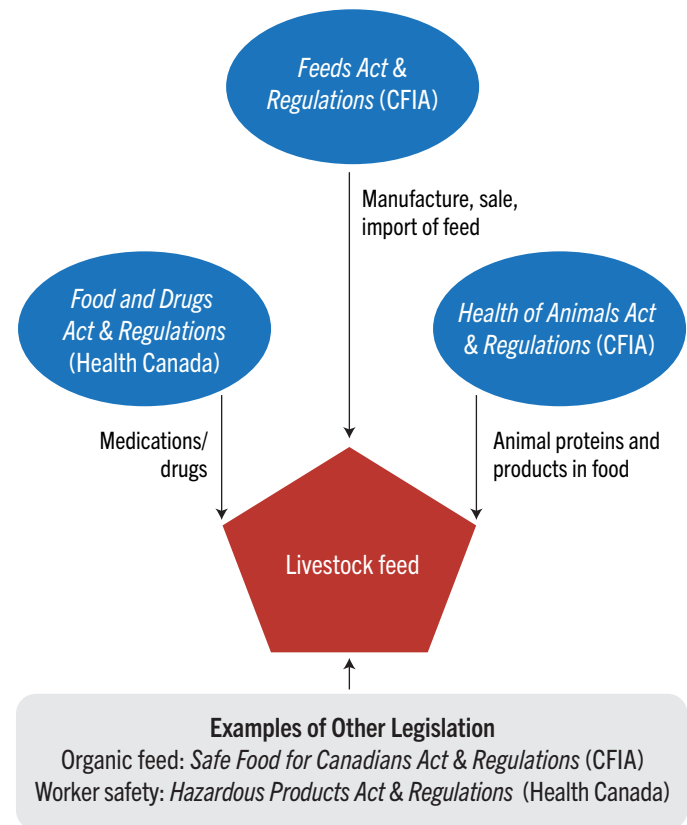 Feeds Act &
Regulations (CFIA)
Manufacture, sale,
import of feed
Food and Drugs
Act & Regulations
(Health Canada)
Health of Animals Act
& Regulations (CFIA)
Medications/
drugs
Animal proteins and
products in food
Livestock feed
Examples of Other Legislation
Organic feed: Safe Food for Canadians Act & Regulations (CFIA)
Worker safety: Hazardous Products Act & Regulations (Health Canada)